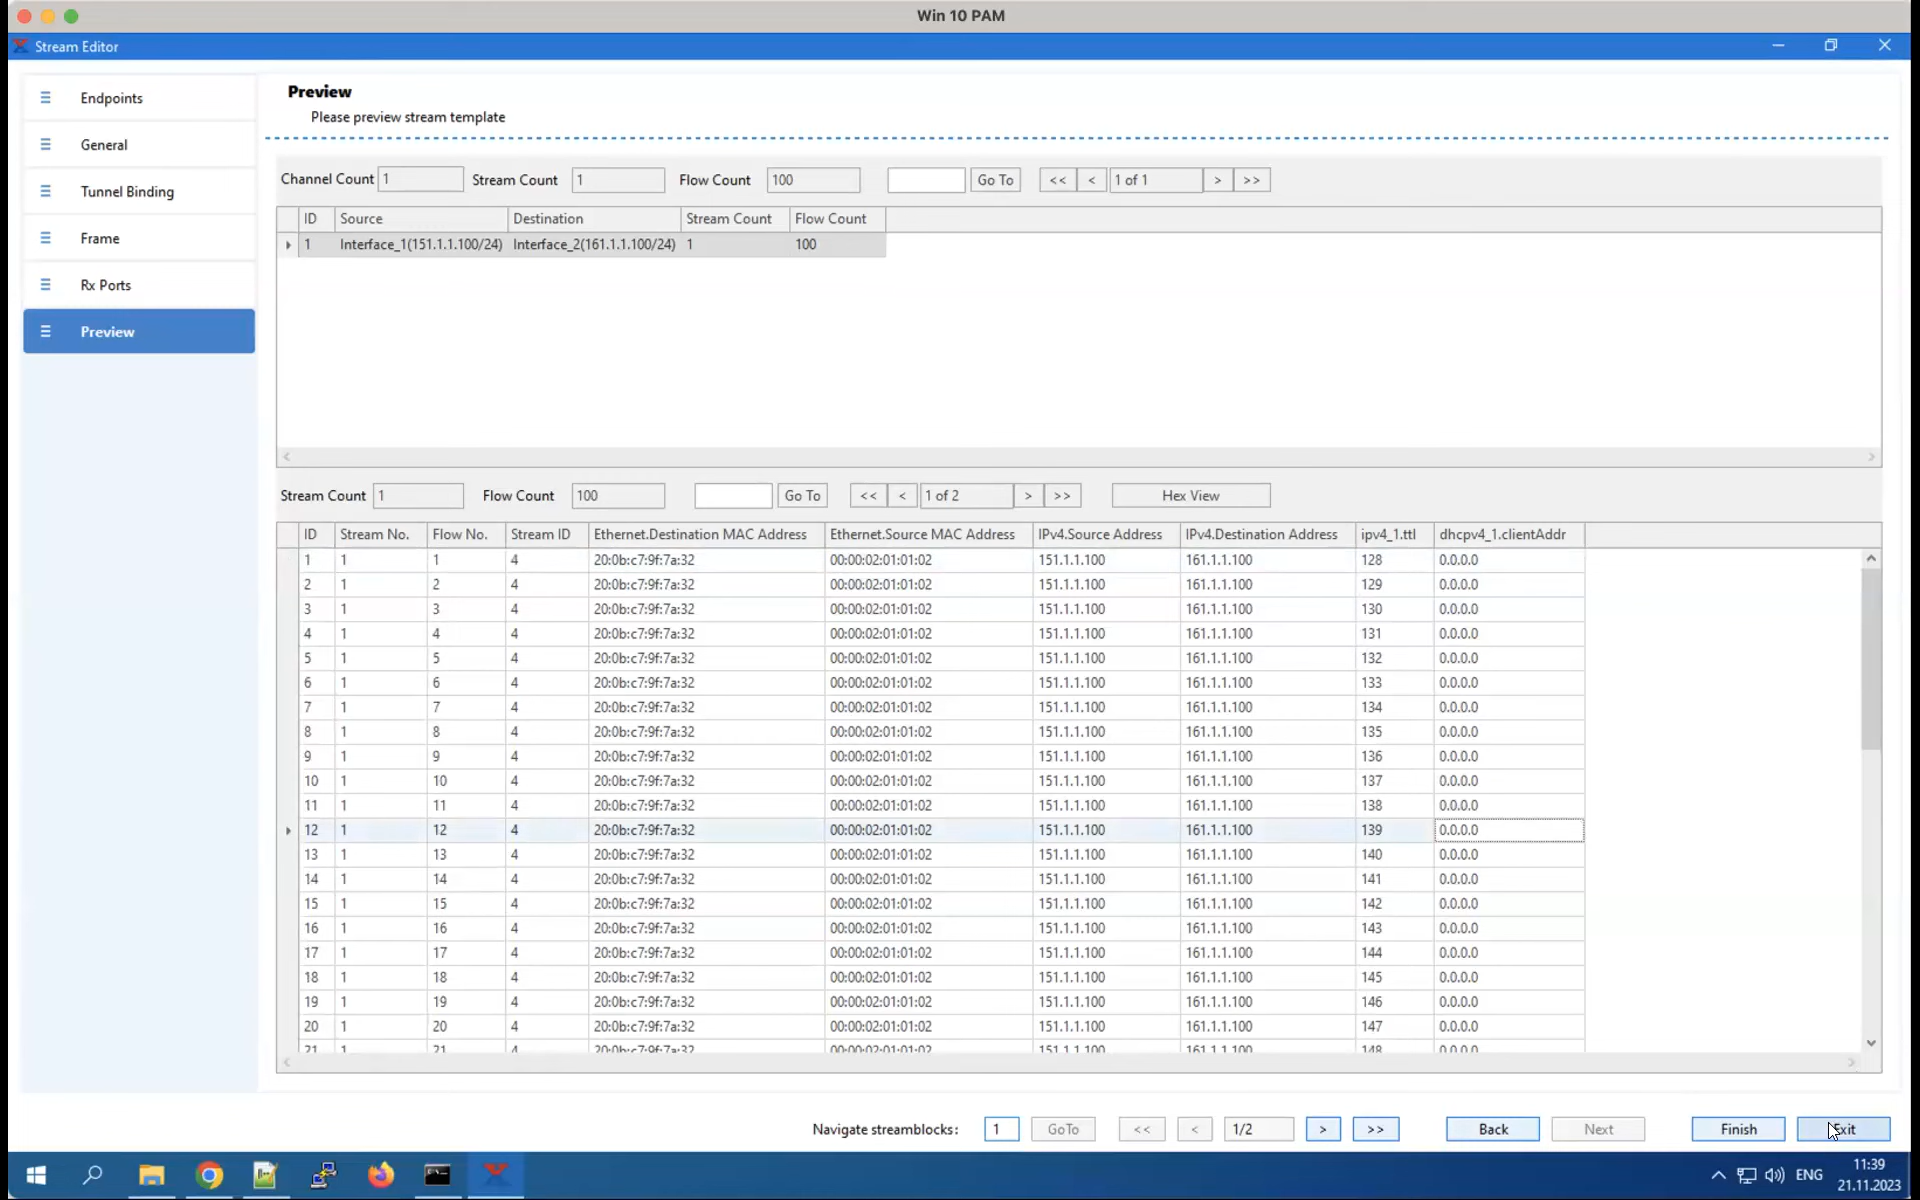 Win 10 PAM
Stream Editor
Endpoints
General
Tunnel Binding
Frame
Rx Ports
Preview
Preview
Please preview stream template
Channel Count 1 Stream Count 1 Flow Count 100 Go To << < 1 of 1 > >>
ID Source Destination Stream Count Flow Count
1 Interface_1(151.1.1.100/24) Interface_2(161.1.1.100/24) 1 100
Stream Count 1 Flow Count 100 Go To << < 1 of 2 > >> Hex View
ID Stream No. Flow No. Stream ID Ethernet.Destination MAC Address Ethernet.Source MAC Address IPv4.Source Address IPv4.Destination Address ipv4_1.ttl dhcpv4_1.clientAddr
1 1 1 4 20:0b:c7:9f:7a:32 00:00:02:01:01:02 151.1.1.100 161.1.1.100 128 0.0.0.0
2 1 2 4 20:0b:c7:9f:7a:32 00:00:02:01:01:02 151.1.1.100 161.1.1.100 129 0.0.0.0
3 1 3 4 20:0b:c7:9f:7a:32 00:00:02:01:01:02 151.1.1.100 161.1.1.100 130 0.0.0.0
4 1 4 4 20:0b:c7:9f:7a:32 00:00:02:01:01:02 151.1.1.100 161.1.1.100 131 0.0.0.0
5 1 5 4 20:0b:c7:9f:7a:32 00:00:02:01:01:02 151.1.1.100 161.1.1.100 132 0.0.0.0
6 1 6 4 20:0b:c7:9f:7a:32 00:00:02:01:01:02 151.1.1.100 161.1.1.100 133 0.0.0.0
7 1 7 4 20:0b:c7:9f:7a:32 00:00:02:01:01:02 151.1.1.100 161.1.1.100 134 0.0.0.0
8 1 8 4 20:0b:c7:9f:7a:32 00:00:02:01:01:02 151.1.1.100 161.1.1.100 135 0.0.0.0
9 1 9 4 20:0b:c7:9f:7a:32 00:00:02:01:01:02 151.1.1.100 161.1.1.100 136 0.0.0.0
10 1 10 4 20:0b:c7:9f:7a:32 00:00:02:01:01:02 151.1.1.100 161.1.1.100 137 0.0.0.0
11 1 11 4 20:0b:c7:9f:7a:32 00:00:02:01:01:02 151.1.1.100 161.1.1.100 138 0.0.0.0
12 1 12 4 20:0b:c7:9f:7a:32 00:00:02:01:01:02 151.1.1.100 161.1.1.100 139 0.0.0.0
13 1 13 4 20:0b:c7:9f:7a:32 00:00:02:01:01:02 151.1.1.100 161.1.1.100 140 0.0.0.0
14 1 14 4 20:0b:c7:9f:7a:32 00:00:02:01:01:02 151.1.1.100 161.1.1.100 141 0.0.0.0
15 1 15 4 20:0b:c7:9f:7a:32 00:00:02:01:01:02 151.1.1.100 161.1.1.100 142 0.0.0.0
16 1 16 4 20:0b:c7:9f:7a:32 00:00:02:01:01:02 151.1.1.100 161.1.1.100 143 0.0.0.0
17 1 17 4 20:0b:c7:9f:7a:32 00:00:02:01:01:02 151.1.1.100 161.1.1.100 144 0.0.0.0
18 1 18 4 20:0b:c7:9f:7a:32 00:00:02:01:01:02 151.1.1.100 161.1.1.100 145 0.0.0.0
19 1 19 4 20:0b:c7:9f:7a:32 00:00:02:01:01:02 151.1.1.100 161.1.1.100 146 0.0.0.0
20 1 20 4 20:0b:c7:9f:7a:32 00:00:02:01:01:02 151.1.1.100 161.1.1.100 147 0.0.0.0
21 1 21 4 20:0b:c7:9f:7a:32 00:00:02:01:01:02 151.1.1.100 161.1.1.100 148 0.0.0.0
Navigate streamblocks: 1 GoTo << < 1/2 > >> Back Next Finish Exit
ENG 11:39
21.11.2023